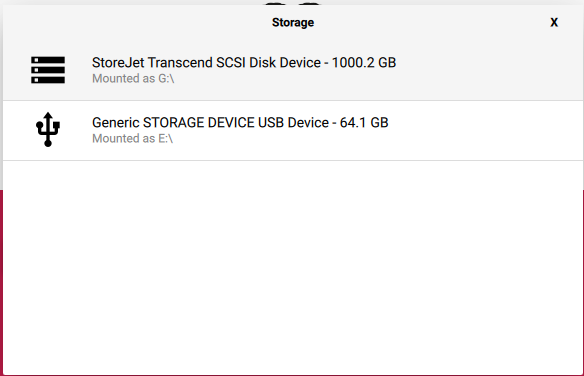 Storage
X
StoreJet Transcend SCSI Disk Device - 1000.2 GB
Mounted as G:\
Generic STORAGE DEVICE USB Device - 64.1 GB
Mounted as E:\